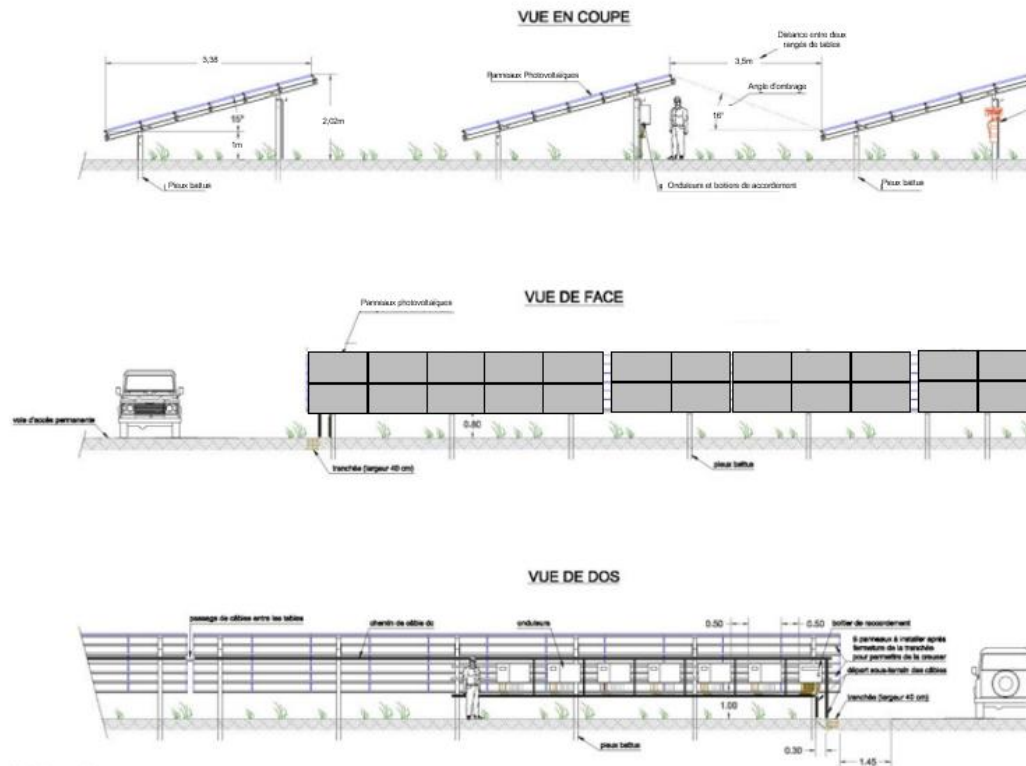 VUE EN COUPE
Distance entre deux
rangés de tables
3,38
3,5m
Panneaux Photovoltaïques
Angle d'ombrage
15°
2,02m
16°
1m
Pieux battus
Onduleurs et boitiers de accordement
Pieux battus
VUE DE FACE
Panneaux photovoltaïques
voie d'accès permanente
0.80
tranchée (largeur 40 cm)
pieux battus
VUE DE DOS
passage de câbles entre les tables
chemin de câble dc
onduleurs
0.50
0.50
boitier de raccordement
6 panneaux à installer après
fermeture de la tranchée
pour permettre de la creuser
départ sous-terrain des câbles
tranchée (largeur 40 cm)
1.00
pieux battus
0.30
1.45